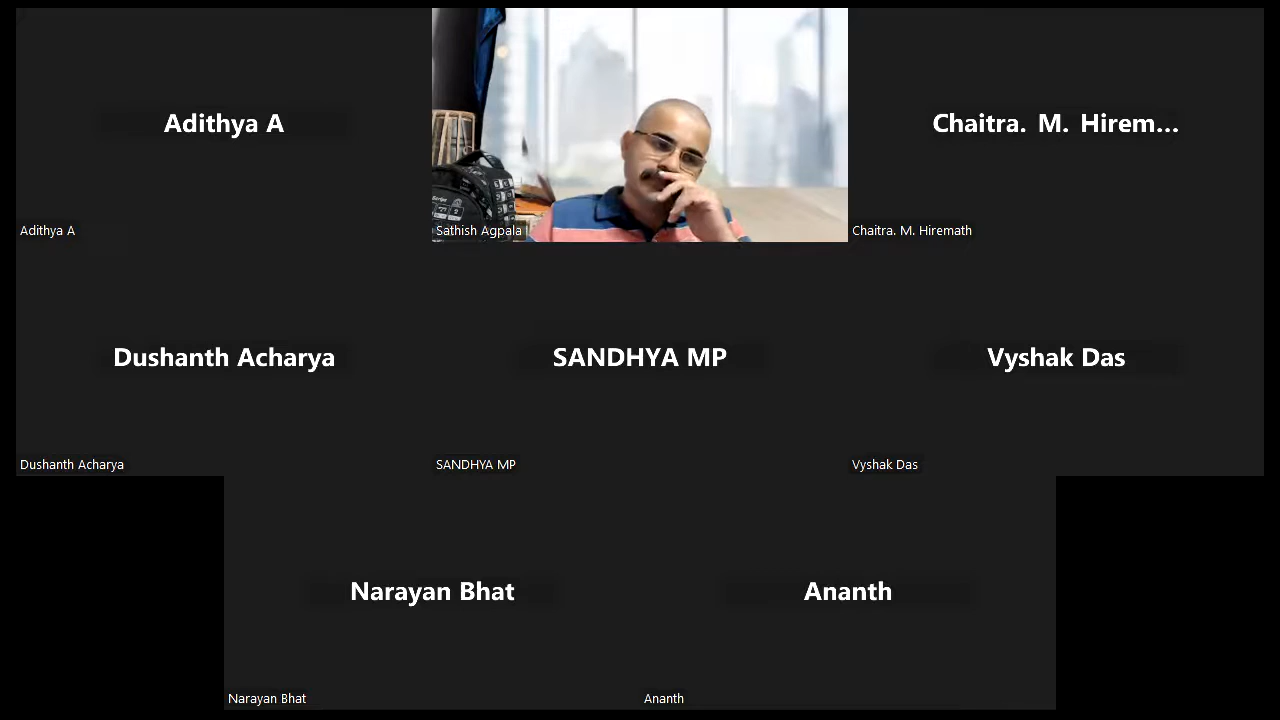 Adithya A
Chaitra. M. Hirem...
Adithya A
Sathish Agpala
Chaitra. M. Hiremath
Dushanth Acharya
SANDHYA MP
Vyshak Das
Dushanth Acharya
SANDHYA MP
Vyshak Das
Narayan Bhat
Ananth
Narayan Bhat
Ananth